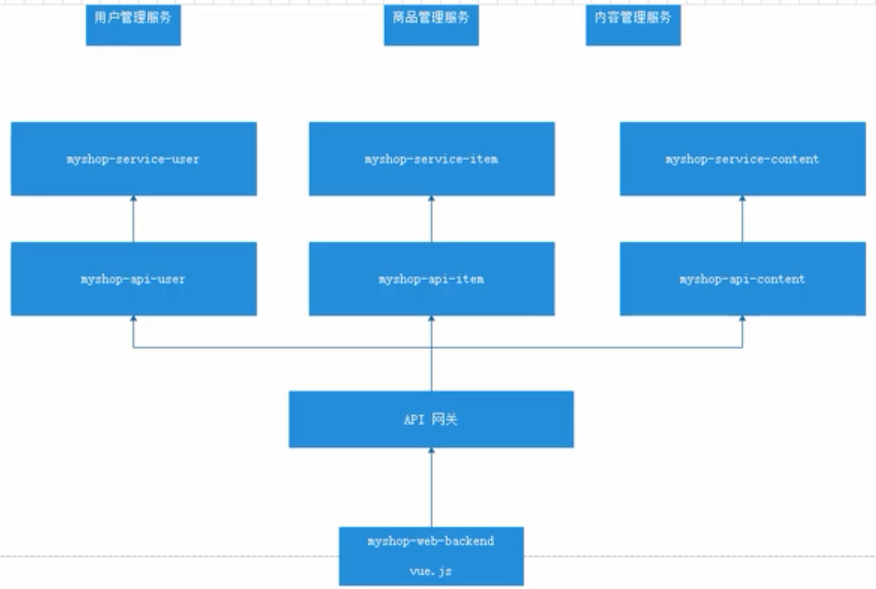 用户管理服务
商品管理服务
内容管理服务
myshop-service-user
myshop-service-item
myshop-service-content
myshop-api-user
myshop-api-item
myshop-api-content
API 网关
myshop-web-backend
vue.js